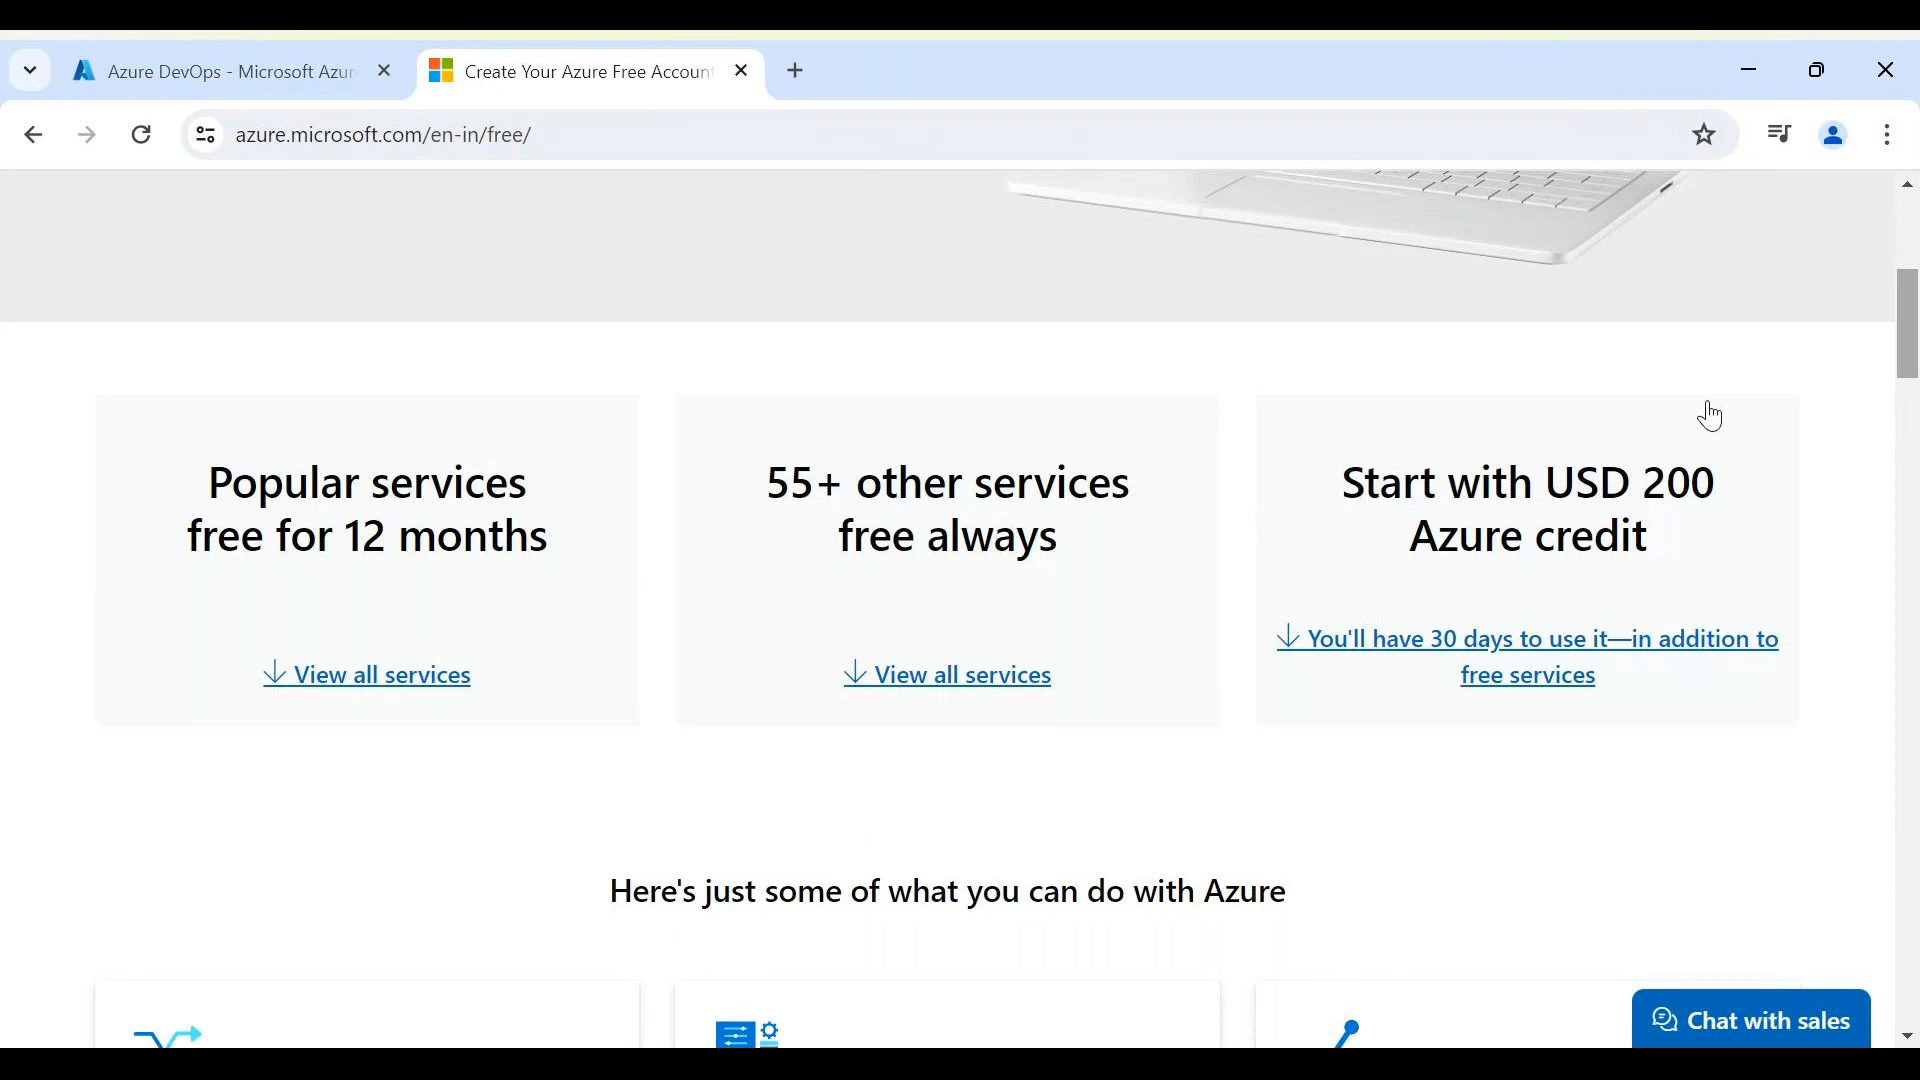 Azure DevOps - Microsoft Azur
Create Your Azure Free Account
azure.microsoft.com/en-in/free/
Popular services
free for 12 months
View all services
55+ other services
free always
View all services
Start with USD 200
Azure credit
You'll have 30 days to use it—in addition to
free services
Here's just some of what you can do with Azure
Chat with sales